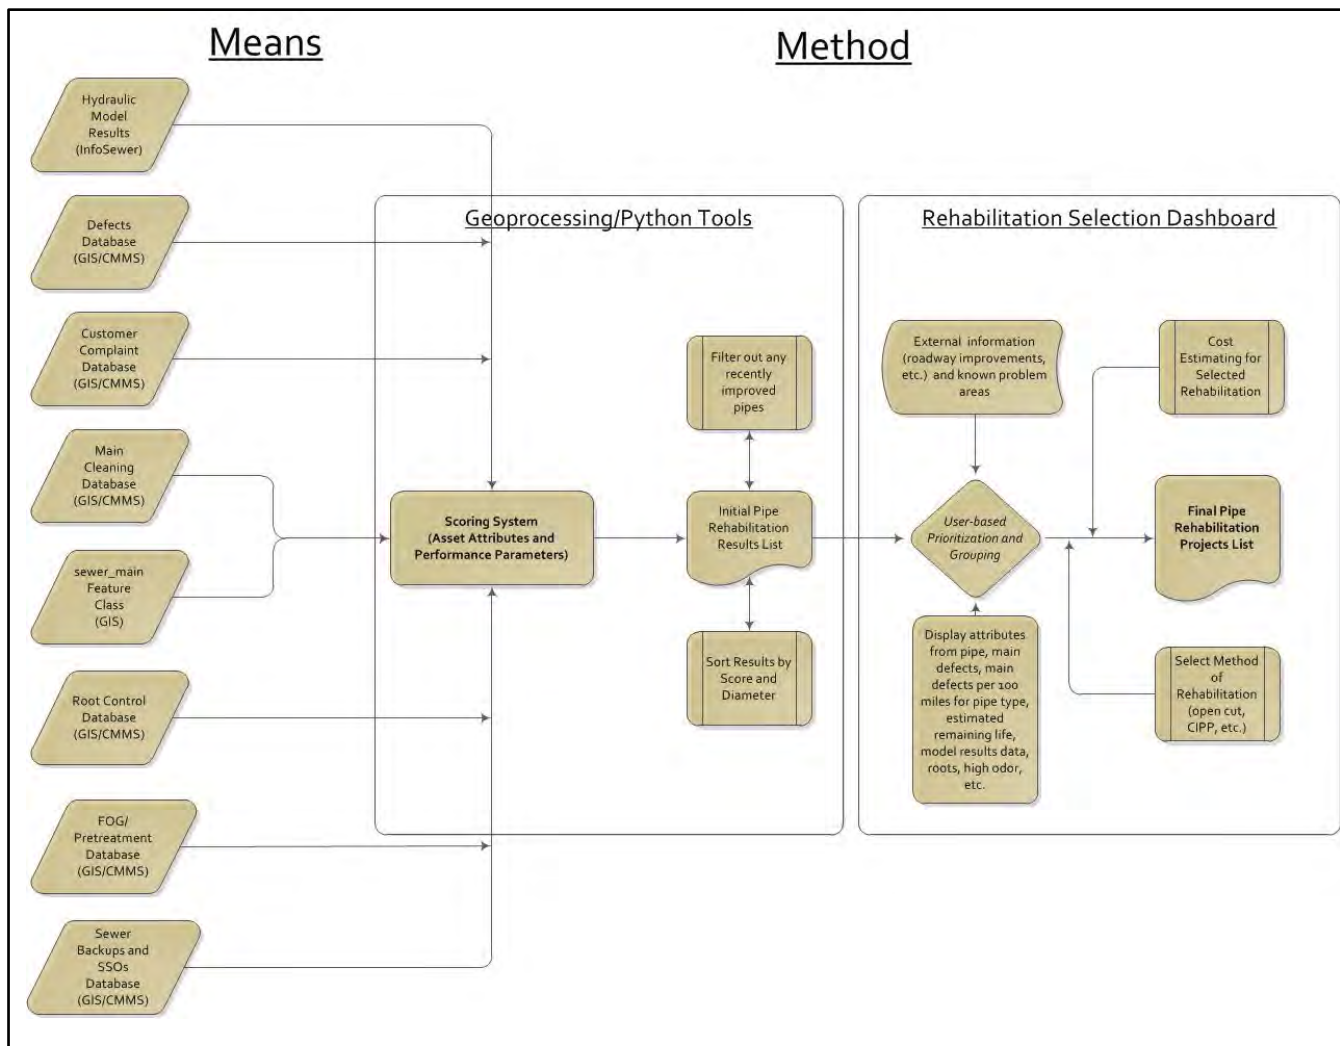 Means
Method
Hydraulic
Model
Results
(InfoSewer)
Defects
Database
(GIS/CMMS)
Customer
Complaint
Database
(GIS/CMMS)
Main
Cleaning
Database
(GIS/CMMS)
sewer_main
Feature
Class
(GIS)
Root Control
Database
(GIS/CMMS)
FOG/
Pretreatment
Database
(GIS/CMMS)
Sewer
Backups and
SSOs
Database
(GIS/CMMS)
Geoprocessing/Python Tools
Scoring System
(Asset Attributes and
Performance Parameters)
Filter out any
recently
improved
pipes
Initial Pipe
Rehabilitation
Results List
Sort Results by
Score and
Diameter
Rehabilitation Selection Dashboard
External information
(roadway improvements,
etc.) and known problem
areas
User-based
Prioritization and
Grouping
Display attributes
from pipe, main
defects, main
defects per 100
miles for pipe type,
estimated
remaining life,
model results data,
roots, high odor,
etc.
Cost
Estimating for
Selected
Rehabilitation
Final Pipe
Rehabilitation
Projects List
Select Method
of
Rehabilitation
(open cut,
CIPP, etc.)